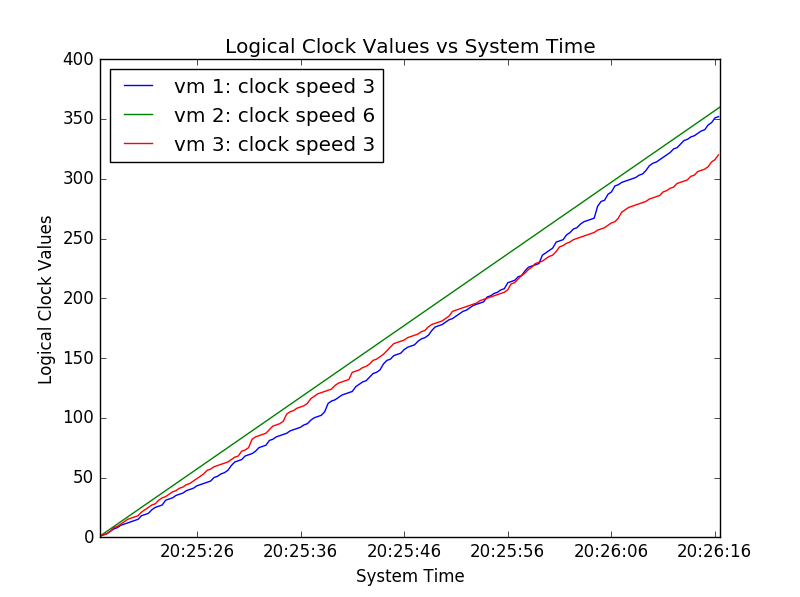 Logical Clock Values vs System Time
400
350
300
250
200
150
100
50
0
Logical Clock Values
vm 1: clock speed 3
vm 2: clock speed 6
vm 3: clock speed 3
20:25:26 20:25:36 20:25:46 20:25:56 20:26:06 20:26:16
System Time